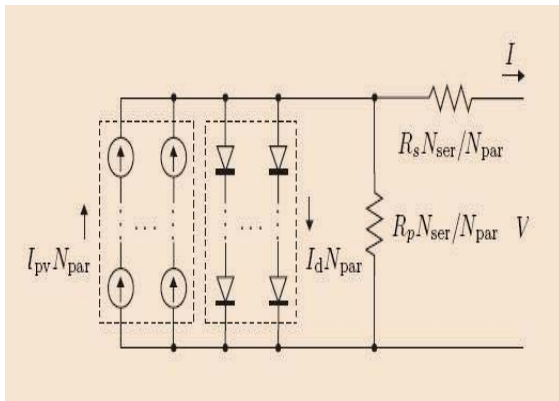 I
R_s N_ser/N_par
I_pv N_par
I_d N_par
R_p N_ser/N_par
V